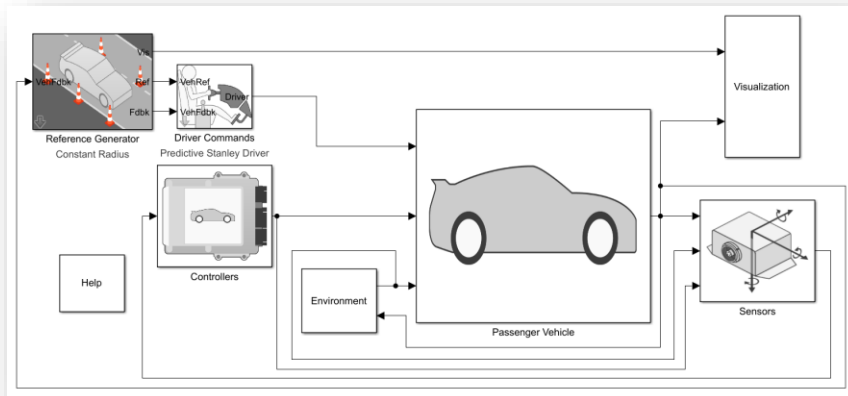 Vis
VehFdbk
Ref
Fdbk
Reference Generator
Constant Radius
VehRef
Driver
VehFdbk
Driver Commands
Predictive Stanley Driver
Visualization
Controllers
Help
Environment
Passenger Vehicle
Sensors